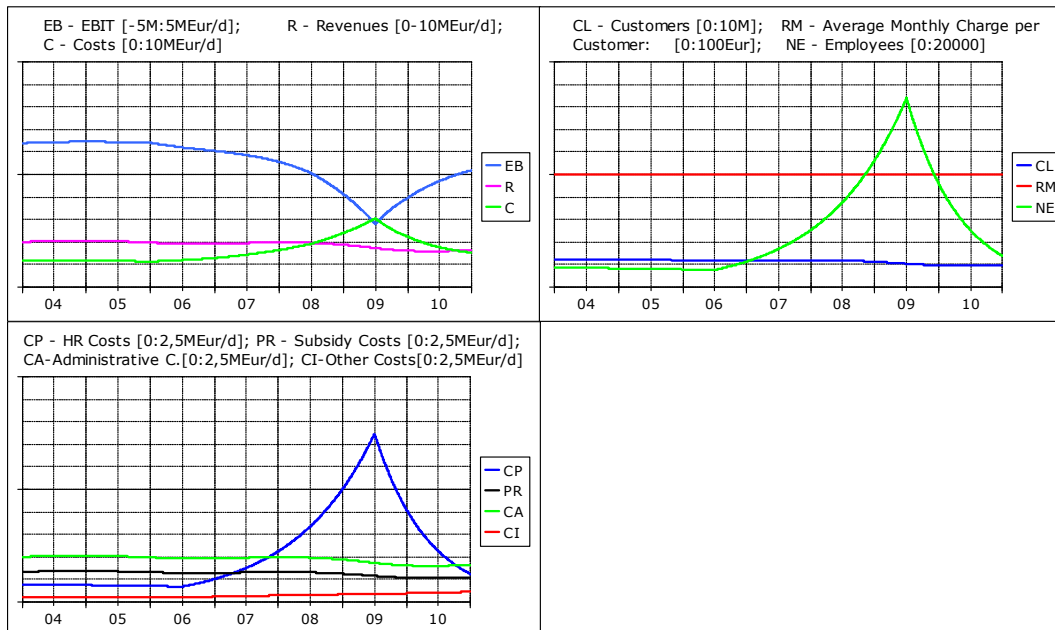 EB - EBIT [-5M:5MEur/d]; R - Revenues [0-10MEur/d];
C - Costs [0:10MEur/d]
EB
R
C
04 05 06 07 08 09 10
CL - Customers [0:10M]; RM - Average Monthly Charge per
Customer: [0:100Eur]; NE - Employees [0:20000]
CL
RM
NE
04 05 06 07 08 09 10
CP - HR Costs [0:2,5MEur/d]; PR - Subsidy Costs [0:2,5MEur/d];
CA-Administrative C.[0:2,5MEur/d]; CI-Other Costs[0:2,5MEur/d]
CP
PR
CA
CI
04 05 06 07 08 09 10